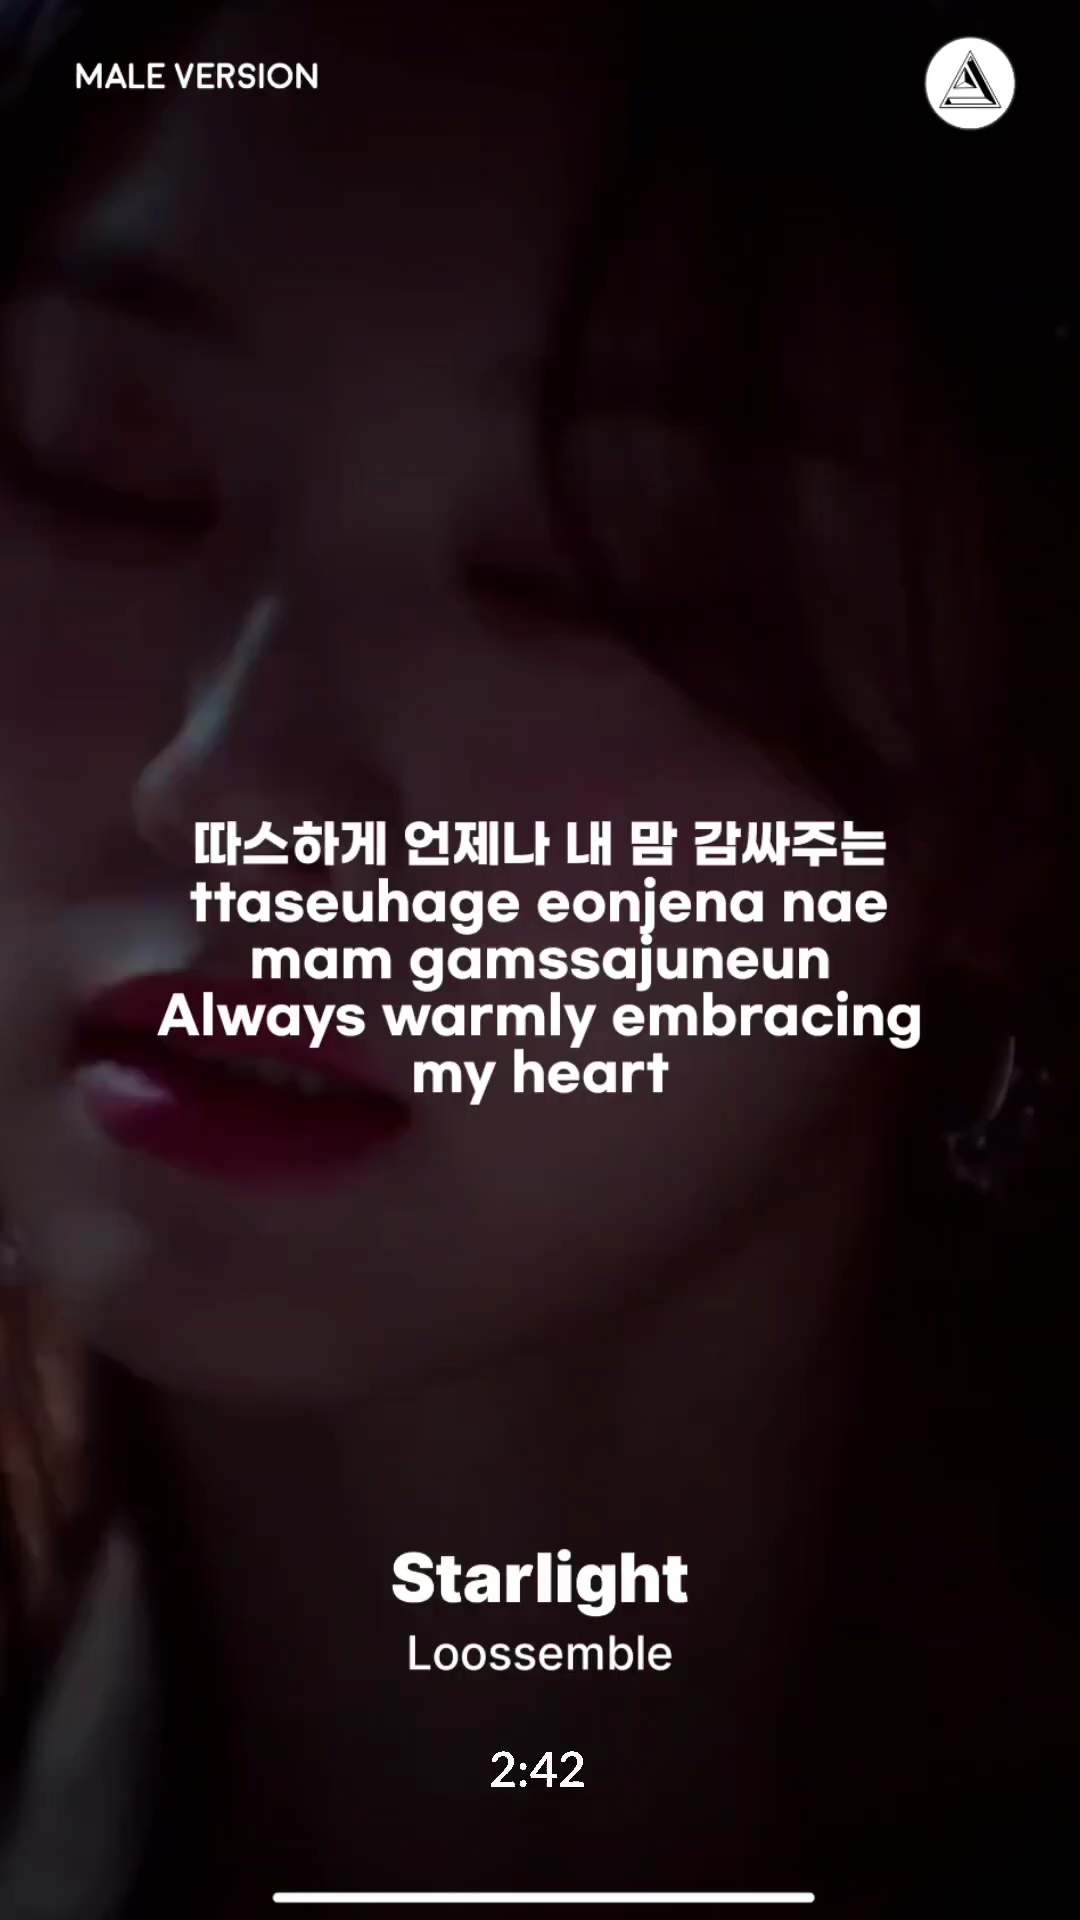 MALE VERSION
따스하게 언제나 내 맘 감싸주는
ttaseuhage eonjena nae
mam gamssajuneun
Always warmly embracing
my heart
Starlight
Loossemble
2:42